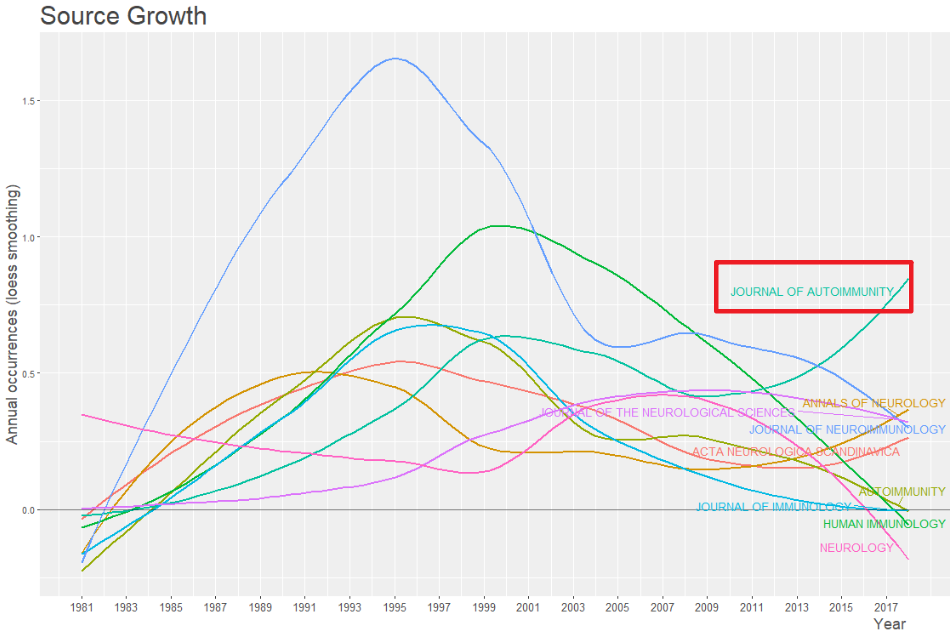 Source Growth
Annual occurrences (loess smoothing)
1.5
1.0
0.5
0.0
JOURNAL OF AUTOIMMUNITY
ANNALS OF NEUROLOGY
JOURNAL OF THE NEUROLOGICAL SCIENCES
JOURNAL OF NEUROIMMUNOLOGY
ACTA NEUROLOGICA SCANDINAVICA
AUTOIMMUNITY
JOURNAL OF IMMUNOLOGY
HUMAN IMMUNOLOGY
NEUROLOGY
1981 1983 1985 1987 1989 1991 1993 1995 1997 1999 2001 2003 2005 2007 2009 2011 2013 2015 2017
Year